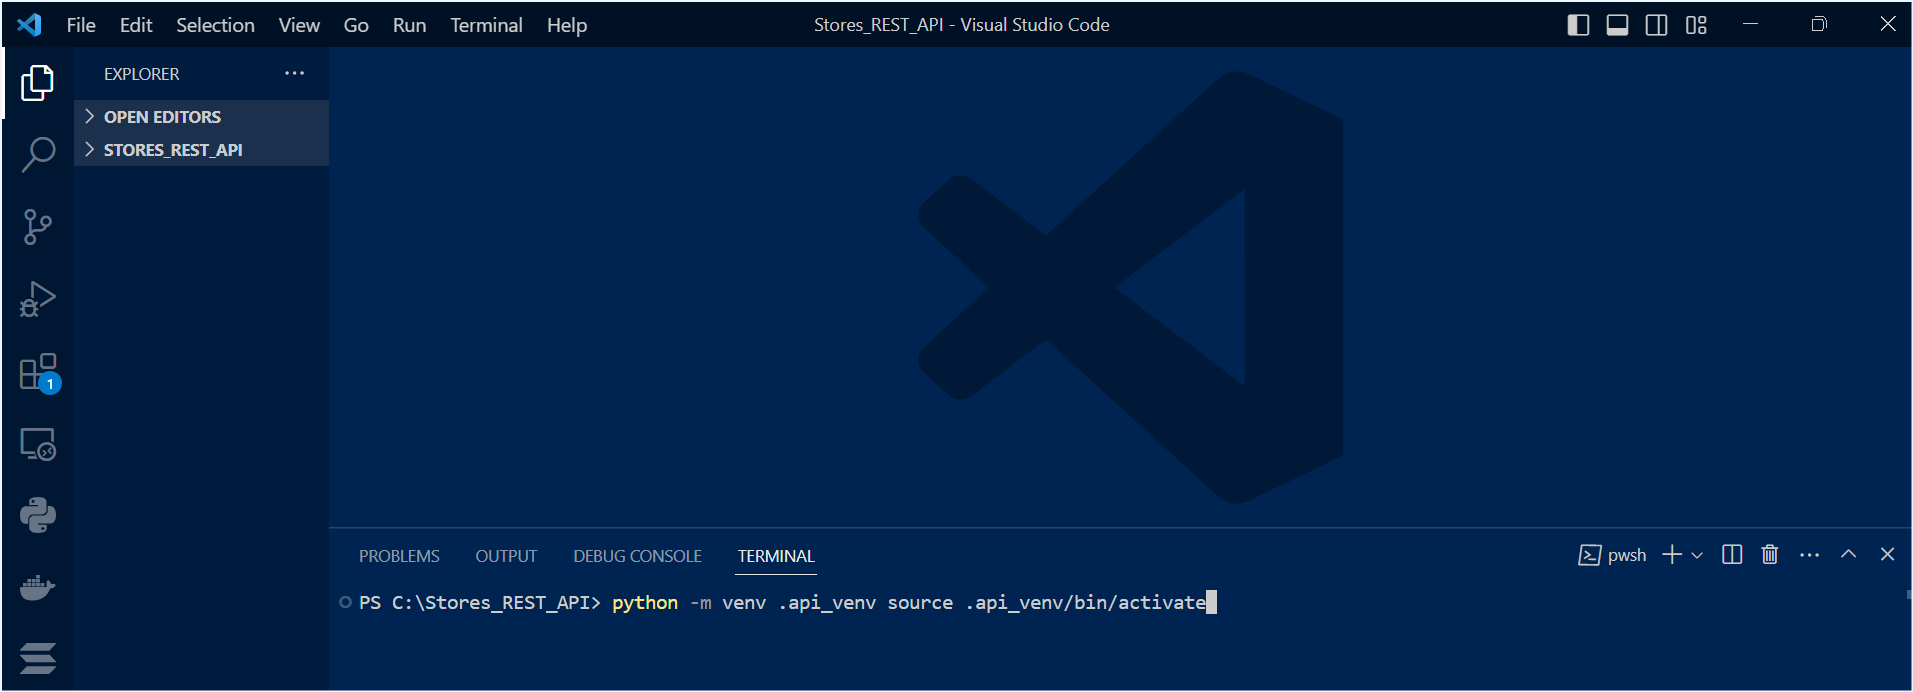 File Edit Selection View Go Run Terminal Help Stores_REST_API - Visual Studio Code
EXPLORER ...
OPEN EDITORS
STORES_REST_API
1
PROBLEMS OUTPUT DEBUG CONSOLE TERMINAL pwsh ...
PS C:\Stores_REST_API> python -m venv .api_venv source .api_venv/bin/activate